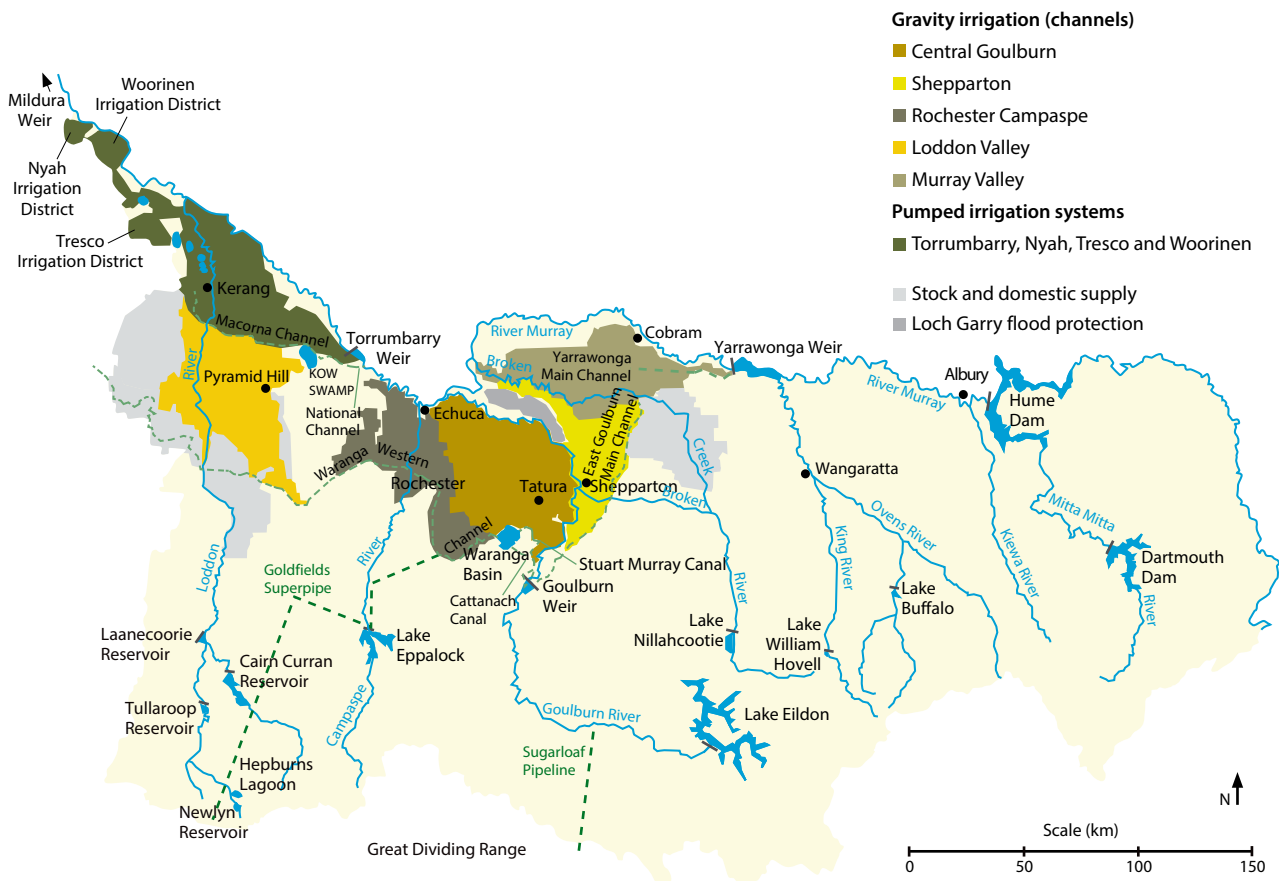 Gravity irrigation (channels)
Central Goulburn
Shepparton
Rochester Campaspe
Loddon Valley
Murray Valley
Pumped irrigation systems
Torrumbarry, Nyah, Tresco and Woorinen
Stock and domestic supply
Loch Garry flood protection
Mildura
Weir
Woorinen
Irrigation District
Nyah
Irrigation
District
Tresco
Irrigation District
Kerang
Macorna Channel
Torrumbarry
Weir
River
Pyramid Hill
KOW
SWAMP
National
Channel
Echuca
Waranga
Western
Rochester
Channel
River Murray
Broken
Cobram
Yarrawonga
Main Channel
Yarrawonga Weir
East Goulburn
Main Channel
Creek
Tatura
Shepparton
Broken
River Murray
Albury
Hume
Dam
Wangaratta
Ovens River
King River
Kiewa River
Mitta Mitta
River
Dartmouth
Dam
Lake
Buffalo
Loddon
River
Goldfields
Superpipe
Waranga
Basin
Stuart Murray Canal
Cattanach
Canal
Goulburn
Weir
River
Laanecoorie
Reservoir
Cairn Curran
Reservoir
Tullaroop
Reservoir
Lake
Eppalock
Campaspe
Hepburns
Lagoon
Newlyn
Reservoir
Lake
Nillahcootie
Lake
William
Hovell
Goulburn River
Lake Eildon
Sugarloaf
Pipeline
Great Dividing Range
N
Scale (km)
0 50 100 150